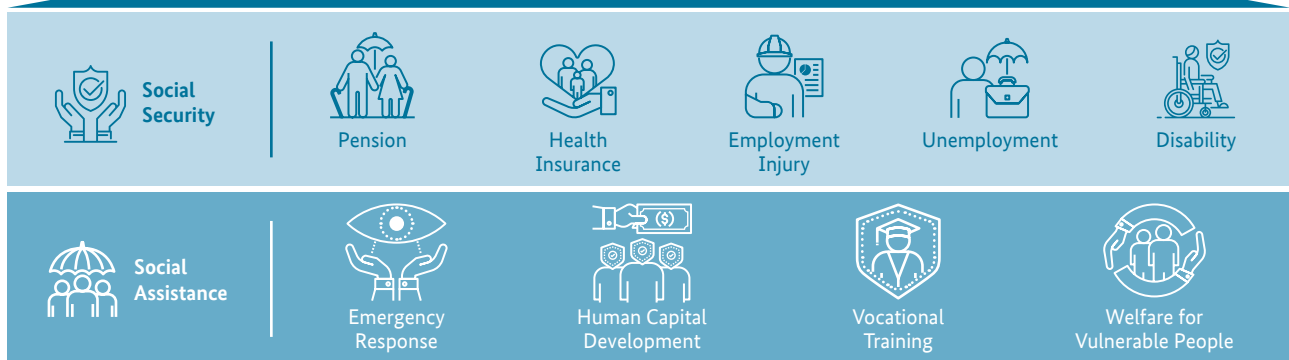 Social
Security
Pension
Health
Insurance
Employment
Injury
Unemployment
Disability
Social
Assistance
($)
Emergency
Response
Human Capital
Development
Vocational
Training
Welfare for
Vulnerable People